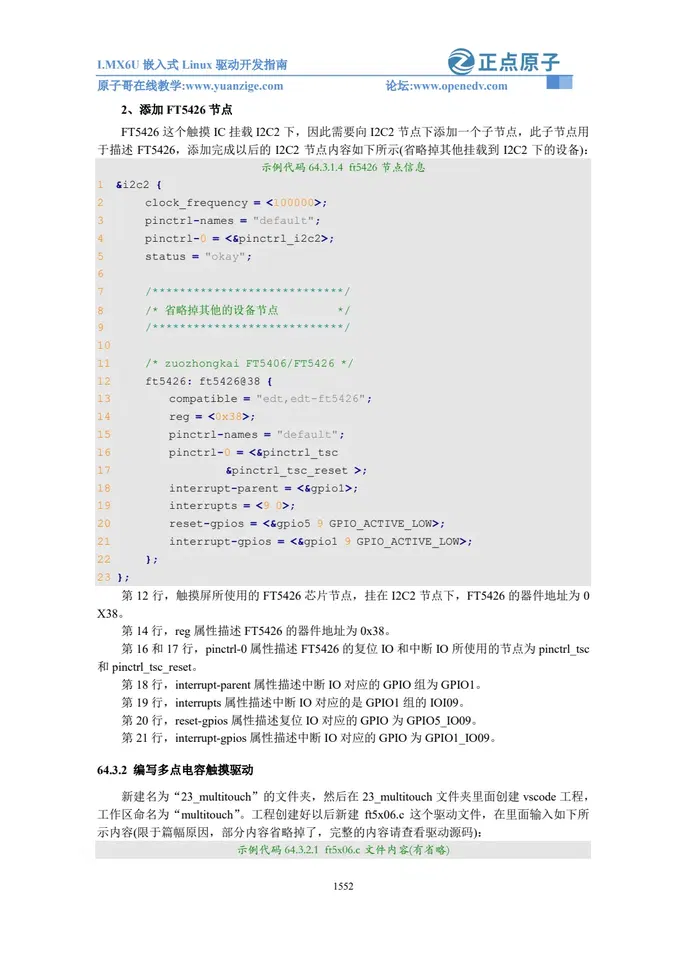 I.MX6U 嵌入式 Linux 驱动开发指南
正点原子
原子哥在线教学:www.yuanzige.com
论坛:www.openedv.com
2、添加 FT5426 节点
FT5426 这个触摸 IC 挂载 I2C2 下，因此需要向 I2C2 节点下添加一个子节点，此子节点用
于描述 FT5426，添加完成以后的 I2C2 节点内容如下所示(省略掉其他挂载到 I2C2 下的设备)：
示例代码 64.3.1.4 ft5426 节点信息
1 &i2c2 {
2 clock_frequency = <100000>;
3 pinctrl-names = "default";
4 pinctrl-0 = <&pinctrl_i2c2>;
5 status = "okay";
6
7 /****************************/
8 /* 省略掉其他的设备节点 */
9 /****************************/
10
11 /* zuozhongkai FT5406/FT5426 */
12 ft5426: ft5426@38 {
13 compatible = "edt,edt-ft5426";
14 reg = <0x38>;
15 pinctrl-names = "default";
16 pinctrl-0 = <&pinctrl_tsc
17 &pinctrl_tsc_reset >;
18 interrupt-parent = <&gpio1>;
19 interrupts = <9 0>;
20 reset-gpios = <&gpio5 9 GPIO_ACTIVE_LOW>;
21 interrupt-gpios = <&gpio1 9 GPIO_ACTIVE_LOW>;
22 };
23 };
第 12 行，触摸屏所使用的 FT5426 芯片节点，挂在 I2C2 节点下，FT5426 的器件地址为 0
X38。
第 14 行，reg 属性描述 FT5426 的器件地址为 0x38。
第 16 和 17 行，pinctrl-0 属性描述 FT5426 的复位 IO 和中断 IO 所使用的节点为 pinctrl_tsc
和 pinctrl_tsc_reset。
第 18 行，interrupt-parent 属性描述中断 IO 对应的 GPIO 组为 GPIO1。
第 19 行，interrupts 属性描述中断 IO 对应的是 GPIO1 组的 IOI09。
第 20 行，reset-gpios 属性描述复位 IO 对应的 GPIO 为 GPIO5_IO09。
第 21 行，interrupt-gpios 属性描述中断 IO 对应的 GPIO 为 GPIO1_IO09。
64.3.2 编写多点电容触摸驱动
新建名为“23_multitouch”的文件夹，然后在 23_multitouch 文件夹里面创建 vscode 工程，
工作区命名为“multitouch”。工程创建好以后新建 ft5x06.c 这个驱动文件，在里面输入如下所
示内容(限于篇幅原因，部分内容省略掉了，完整的内容请查看驱动源码)：
示例代码 64.3.2.1 ft5x06.c 文件内容(有省略)
1552